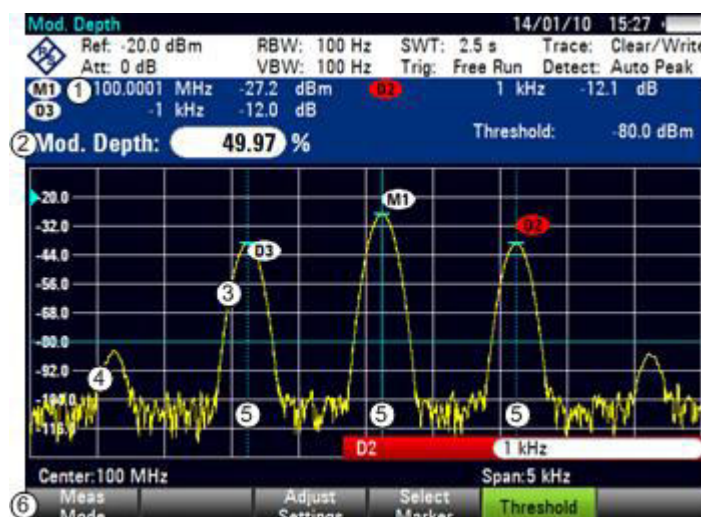 Mod. Depth 14/01/10 15:27
Ref: -20.0 dBm RBW: 100 Hz SWT: 2.5 s Trace: Clear/Write
Att: 0 dB VBW: 100 Hz Trig: Free Run Detect: Auto Peak
M1 1 100.0001 MHz -27.2 dBm D2 1 kHz -12.1 dB
D3 -1 kHz -12.0 dB
Threshold: -80.0 dBm
2 Mod. Depth: 49.97 %
-20.0
M1
-32.0
D2
-44.0
D3
-56.0
3
-68.0
-80.0
-92.0
4
-104.0
5 5 5
-116.0
D2 1 kHz
Center:100 MHz Span:5 kHz
6 Meas Mode Adjust Settings Select Marker Threshold